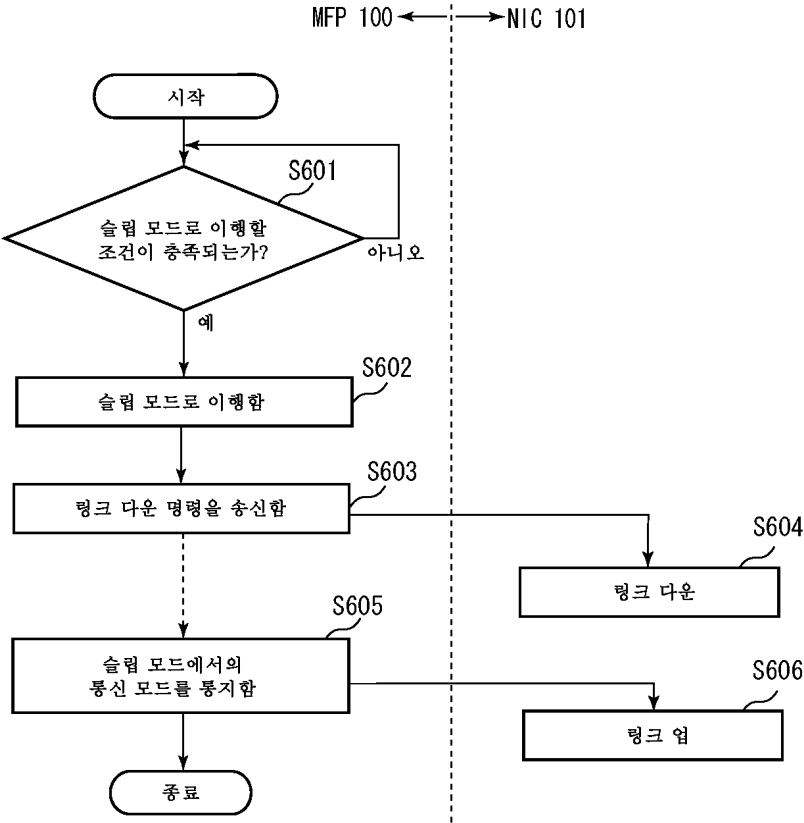 MFP 100
NIC 101
시작
S601
슬립 모드로 이행할
조건이 충족되는가?
아니오
예
S602
슬립 모드로 이행함
S603
링크 다운 명령을 송신함
S604
링크 다운
S605
슬립 모드에서의
통신 모드를 통지함
S606
링크 업
종료